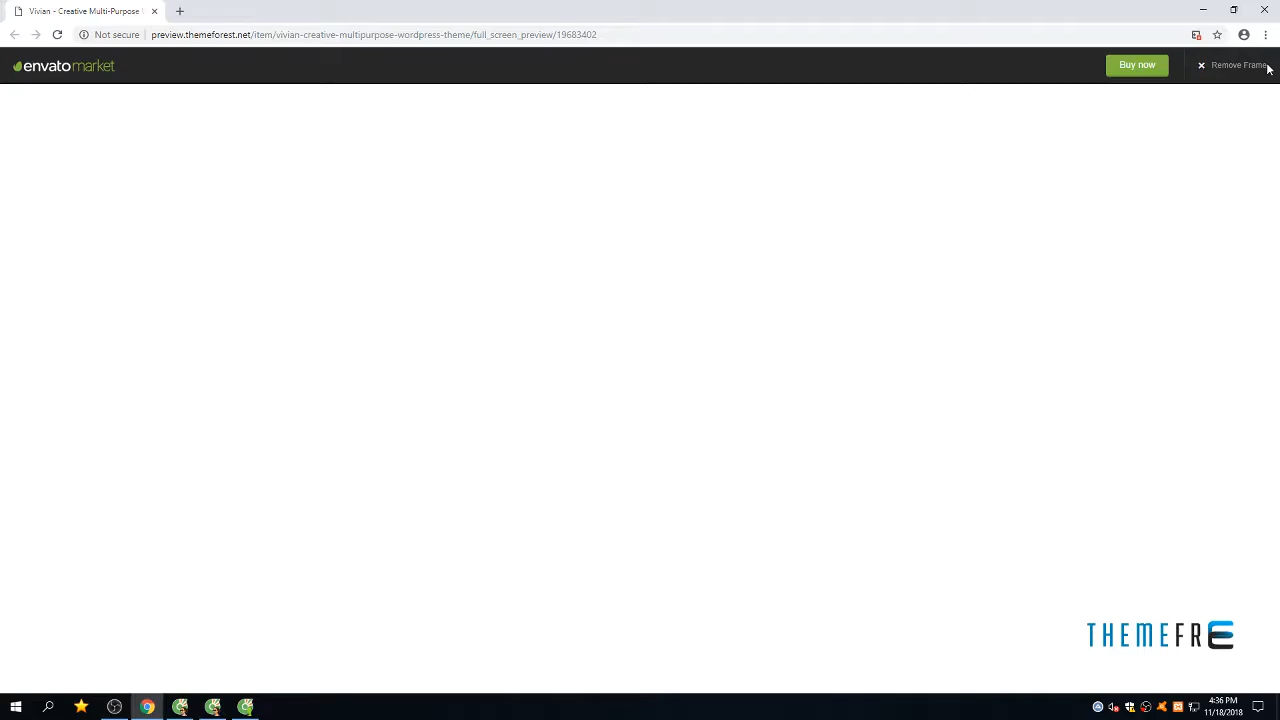 Vivian - Creative Multi-Purpose
Not secure
preview.themeforest.net/item/vivian-creative-multipurpose-wordpress-theme/full_screen_preview/19683402
envatomarket
Buy now
Remove Frame
THEMEFRE
4:36 PM
11/18/2018